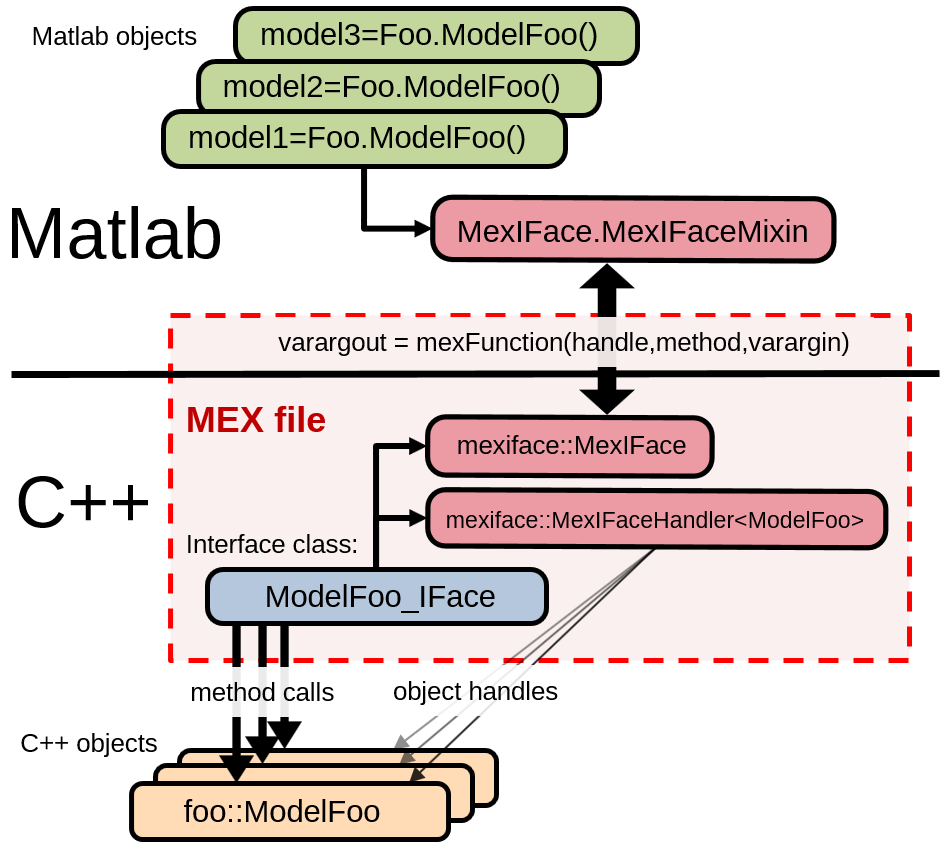 Matlab objects
model3=Foo.ModelFoo()
model2=Foo.ModelFoo()
model1=Foo.ModelFoo()
Matlab
MexIFace.MexIFaceMixin
varargout = mexFunction(handle,method,varargin)
MEX file
mexiface::MexIFace
C++
mexiface::MexIFaceHandler<ModelFoo>
Interface class:
ModelFoo_IFace
method calls
object handles
C++ objects
foo::ModelFoo